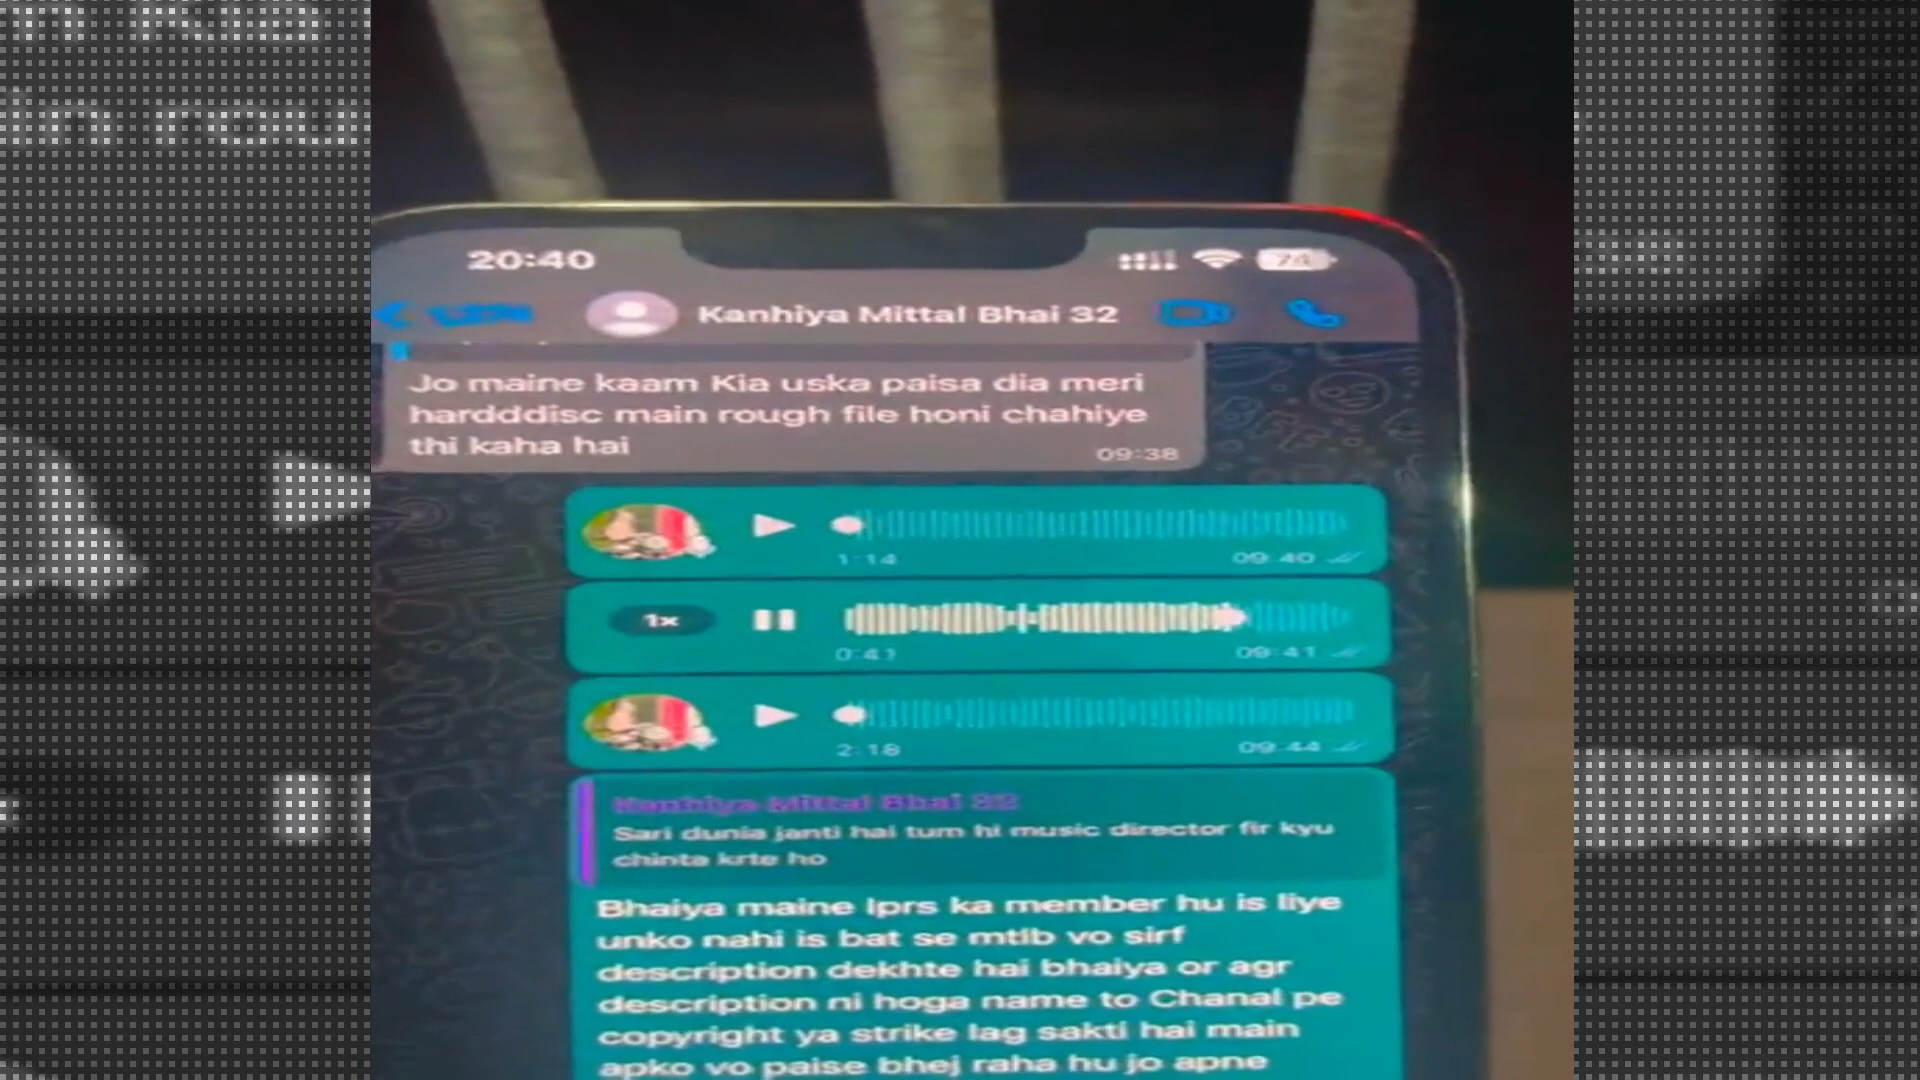 20:40
74
Kanhiya Mittal Bhai 32
Jo maine kaam Kia uska paisa dia meri
hardddisc main rough file honi chahiye
thi kaha hai
09:38
1:14
09:40
1x
09:41
2:18
09:44
Kanhiya Mittal Bhai 32
Sari dunia janti hai tum hi music director fir kyu
chinta krte ho
Bhaiya maine Iprs ka member hu is liye
unko nahi is bat se mtlb vo sirf
description dekhte hai bhaiya or agr
description ni hoga name to Chanal pe
copyright ya strike lag sakti hai main
apko vo paise bhej raha hu jo apne